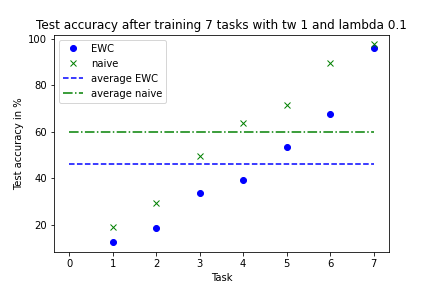 Test accuracy after training 7 tasks with tw 1 and lambda 0.1
EWC
naive
average EWC
average naive
Test accuracy in %
100
80
60
40
20
0 1 2 3 4 5 6 7
Task